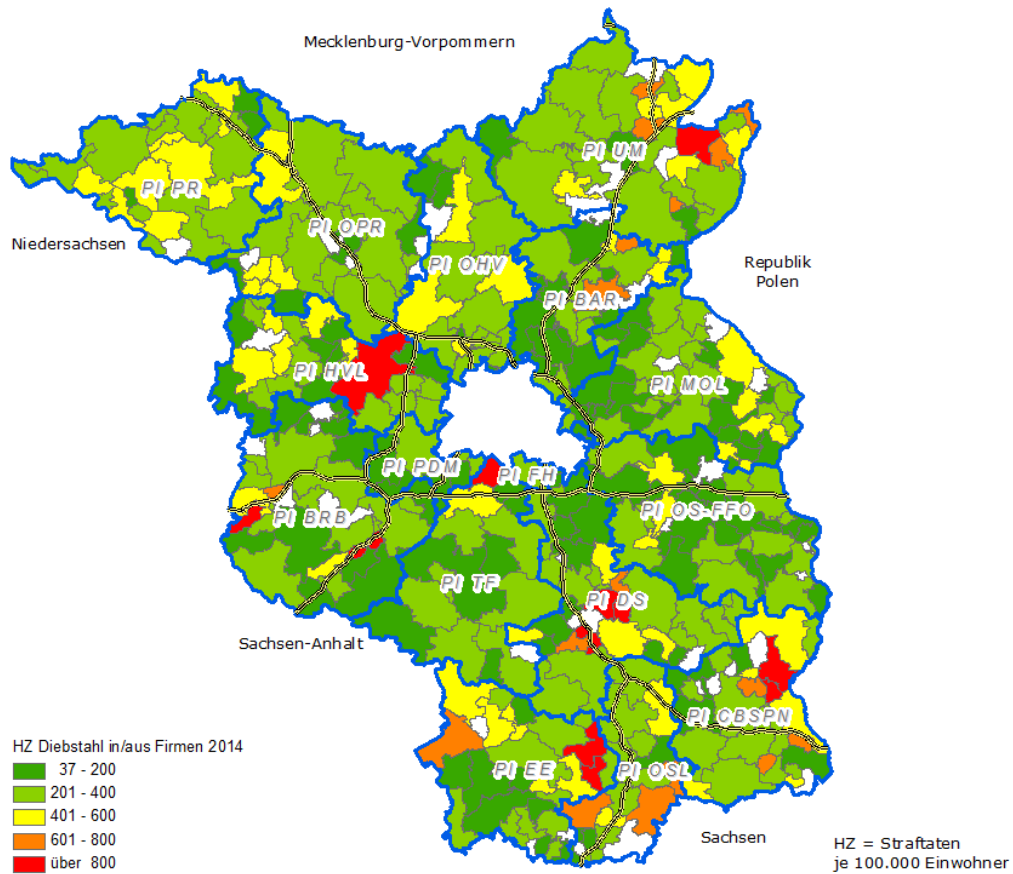 Mecklenburg-Vorpommern
PI UM
PI PR
PI OPR
Niedersachsen
PI OHV
Republik
Polen
PI BAR
PI HVL
PI MOL
PI PDM
PI FH
PI BRB
PI OS-FFO
PI TF
PI DS
Sachsen-Anhalt
PI CBSPN
HZ Diebstahl in/aus Firmen 2014
37 - 200
201 - 400
401 - 600
601 - 800
über 800
PI EE
PI OSL
Sachsen
HZ = Straftaten
je 100.000 Einwohner